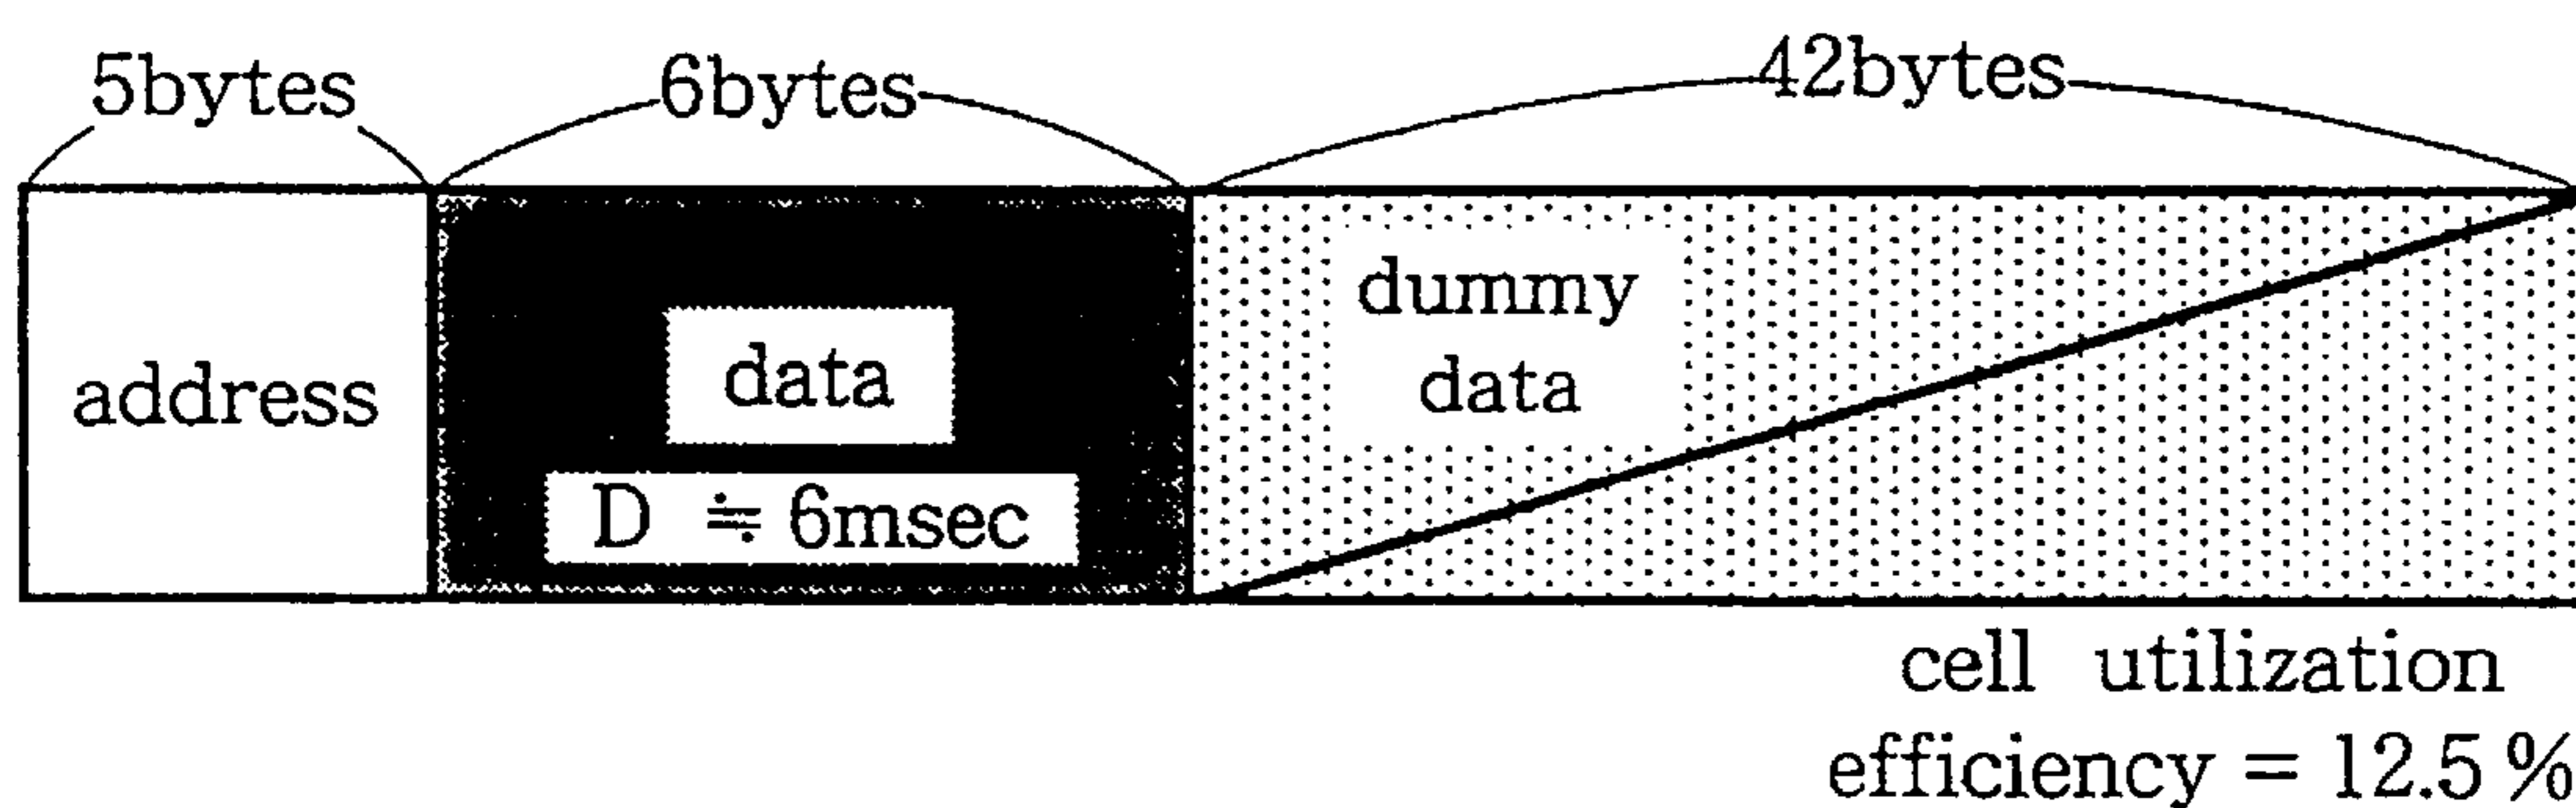 5bytes 6bytes 42bytes
address
data
D ≒ 6msec
dummy
data
cell utilization
efficiency = 12.5 %